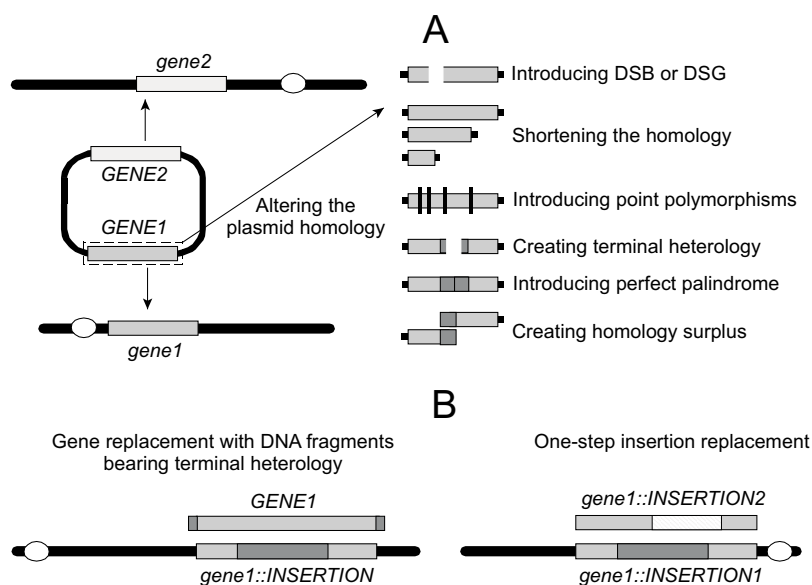 A
gene2
GENE2
GENE1
gene1
Altering the
plasmid homology
Introducing DSB or DSG
Shortening the homology
Introducing point polymorphisms
Creating terminal heterology
Introducing perfect palindrome
Creating homology surplus
B
Gene replacement with DNA fragments
bearing terminal heterology
GENE1
gene1::INSERTION
One-step insertion replacement
gene1::INSERTION2
gene1::INSERTION1